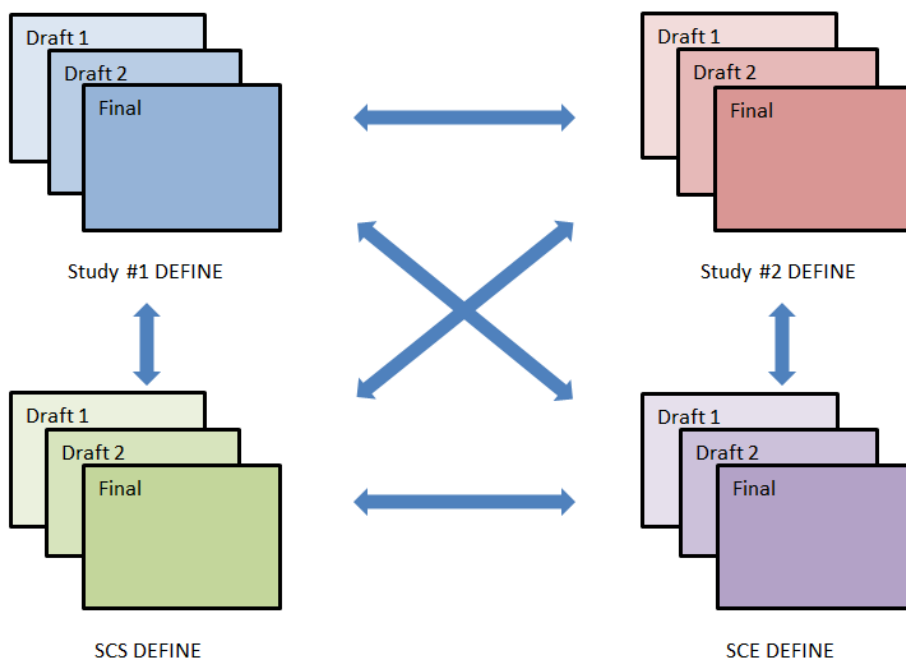 Draft 1
Draft 2
Final
Study #1 DEFINE
Draft 1
Draft 2
Final
Study #2 DEFINE
Draft 1
Draft 2
Final
SCS DEFINE
Draft 1
Draft 2
Final
SCE DEFINE